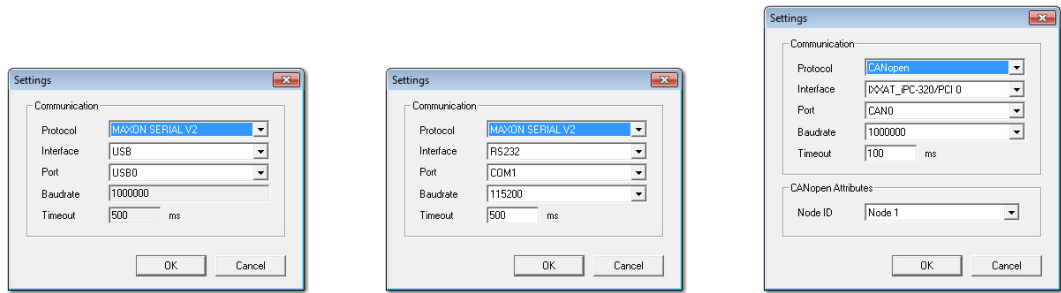 Settings
Communication
Protocol MAXON SERIAL V2
Interface USB
Port USB0
Baudrate 1000000
Timeout 500 ms
OK Cancel
Settings
Communication
Protocol MAXON SERIAL V2
Interface RS232
Port COM1
Baudrate 115200
Timeout 500 ms
OK Cancel
Settings
Communication
Protocol CANopen
Interface IXXAT_iPC-320/PCI 0
Port CAN0
Baudrate 1000000
Timeout 100 ms
CANopen Attributes
Node ID Node 1
OK Cancel